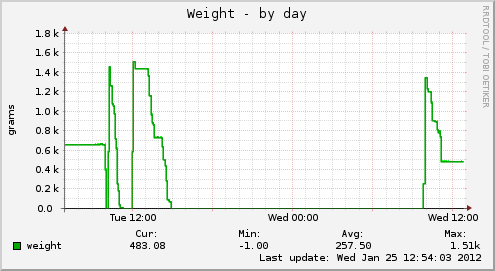 Weight - by day
RRDTOOL / TOBI OETIKER
grams
1.8 k
1.6 k
1.4 k
1.2 k
1.0 k
0.8 k
0.6 k
0.4 k
0.2 k
0.0
Tue 12:00 Wed 00:00 Wed 12:00
Cur: Min: Avg: Max:
weight 483.08 -1.00 257.50 1.51k
Last update: Wed Jan 25 12:54:03 2012